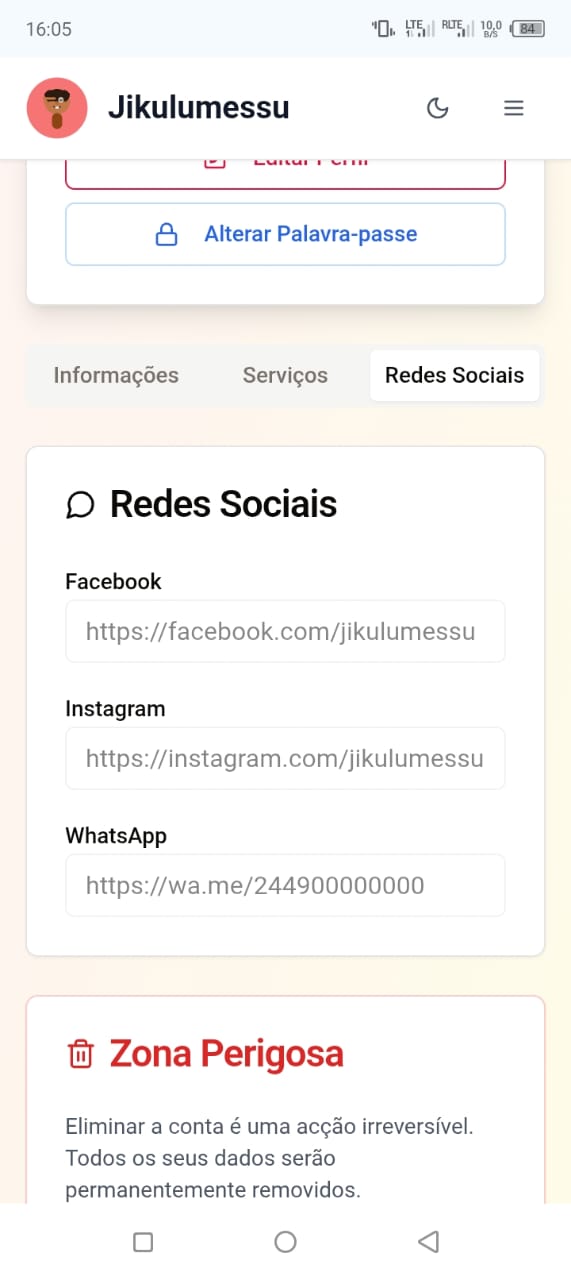 16:05
LTE
RLTE
10,0
B/S
84
Jikulumessu
Editar Perfil
Alterar Palavra-passe
Informações
Serviços
Redes Sociais
Redes Sociais
Facebook
https://facebook.com/jikulumessu
Instagram
https://instagram.com/jikulumessu
WhatsApp
https://wa.me/244900000000
Zona Perigosa
Eliminar a conta é uma acção irreversível.
Todos os seus dados serão
permanentemente removidos.